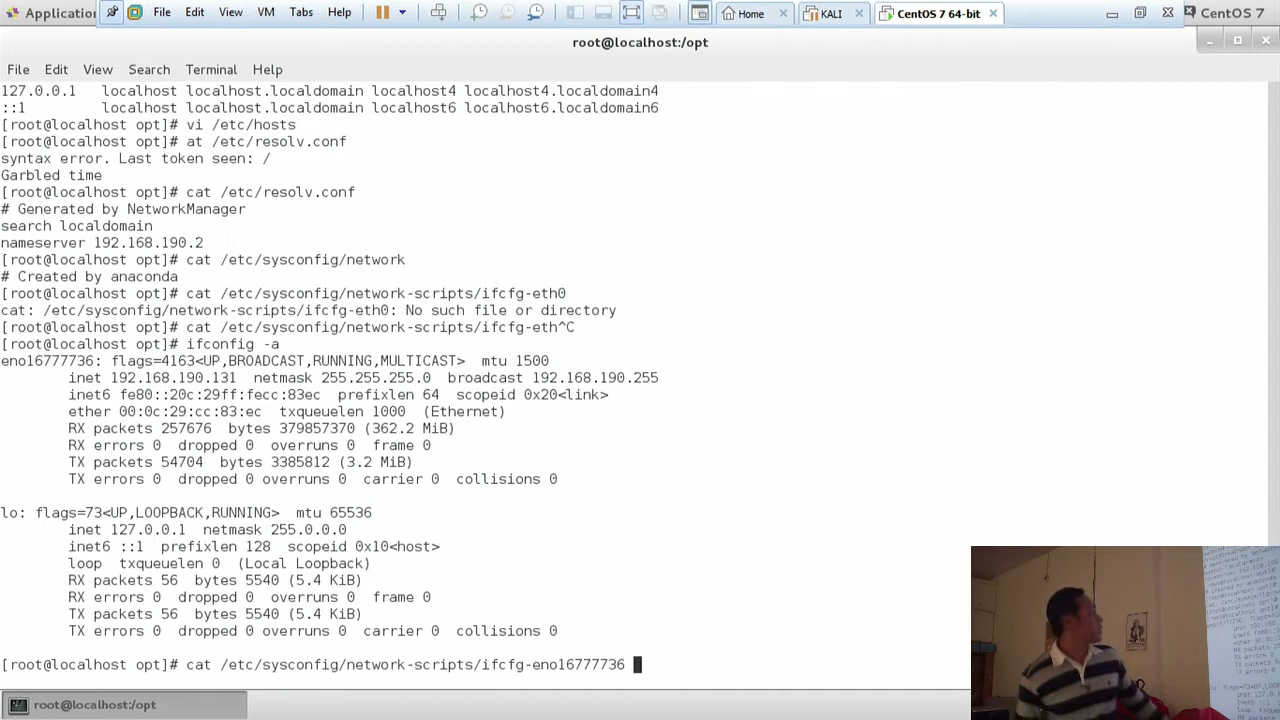 Application
File Edit View VM Tabs Help
Home
KALI
CentOS 7 64-bit
CentOS 7
root@localhost:/opt
File Edit View Search Terminal Help
127.0.0.1   localhost localhost.localdomain localhost4 localhost4.localdomain4
::1         localhost localhost.localdomain localhost6 localhost6.localdomain6
[root@localhost opt]# vi /etc/hosts
[root@localhost opt]# at /etc/resolv.conf
syntax error. Last token seen: /
Garbled time
[root@localhost opt]# cat /etc/resolv.conf
# Generated by NetworkManager
search localdomain
nameserver 192.168.190.2
[root@localhost opt]# cat /etc/sysconfig/network
# Created by anaconda
[root@localhost opt]# cat /etc/sysconfig/network-scripts/ifcfg-eth0
cat: /etc/sysconfig/network-scripts/ifcfg-eth0: No such file or directory
[root@localhost opt]# cat /etc/sysconfig/network-scripts/ifcfg-eth^C
[root@localhost opt]# ifconfig -a
eno16777736: flags=4163<UP,BROADCAST,RUNNING,MULTICAST>  mtu 1500
        inet 192.168.190.131  netmask 255.255.255.0  broadcast 192.168.190.255
        inet6 fe80::20c:29ff:fecc:83ec  prefixlen 64  scopeid 0x20<link>
        ether 00:0c:29:cc:83:ec  txqueuelen 1000  (Ethernet)
        RX packets 257676  bytes 379857370 (362.2 MiB)
        RX errors 0  dropped 0  overruns 0  frame 0
        TX packets 54704  bytes 3385812 (3.2 MiB)
        TX errors 0  dropped 0 overruns 0  carrier 0  collisions 0
lo: flags=73<UP,LOOPBACK,RUNNING>  mtu 65536
        inet 127.0.0.1  netmask 255.0.0.0
        inet6 ::1  prefixlen 128  scopeid 0x10<host>
        loop  txqueuelen 0  (Local Loopback)
        RX packets 56  bytes 5540 (5.4 KiB)
        RX errors 0  dropped 0  overruns 0  frame 0
        TX packets 56  bytes 5540 (5.4 KiB)
        TX errors 0  dropped 0 overruns 0  carrier 0  collisions 0
[root@localhost opt]# cat /etc/sysconfig/network-scripts/ifcfg-eno16777736
root@localhost:/opt